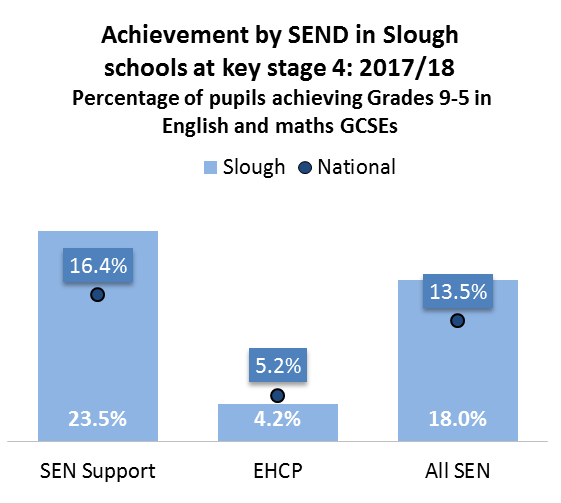 Achievement by SEND in Slough
schools at key stage 4: 2017/18
Percentage of pupils achieving Grades 9-5 in
English and maths GCSEs
Slough National
16.4%
13.5%
5.2%
23.5% 4.2% 18.0%
SEN Support EHCP All SEN